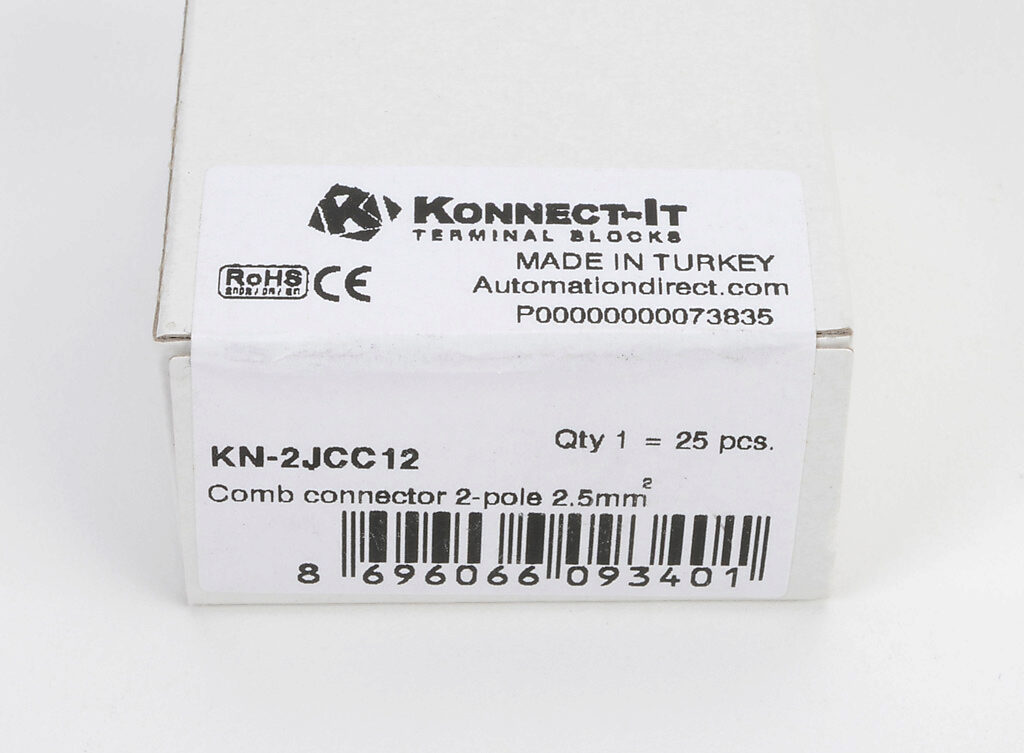 KONNECT-IT
TERMINAL BLOCKS
MADE IN TURKEY
RoHS
CE
Automationdirect.com
P00000000073835
Qty 1 = 25 pcs.
KN-2JCC12
Comb connector 2-pole 2.5mm²
8 696066 093401